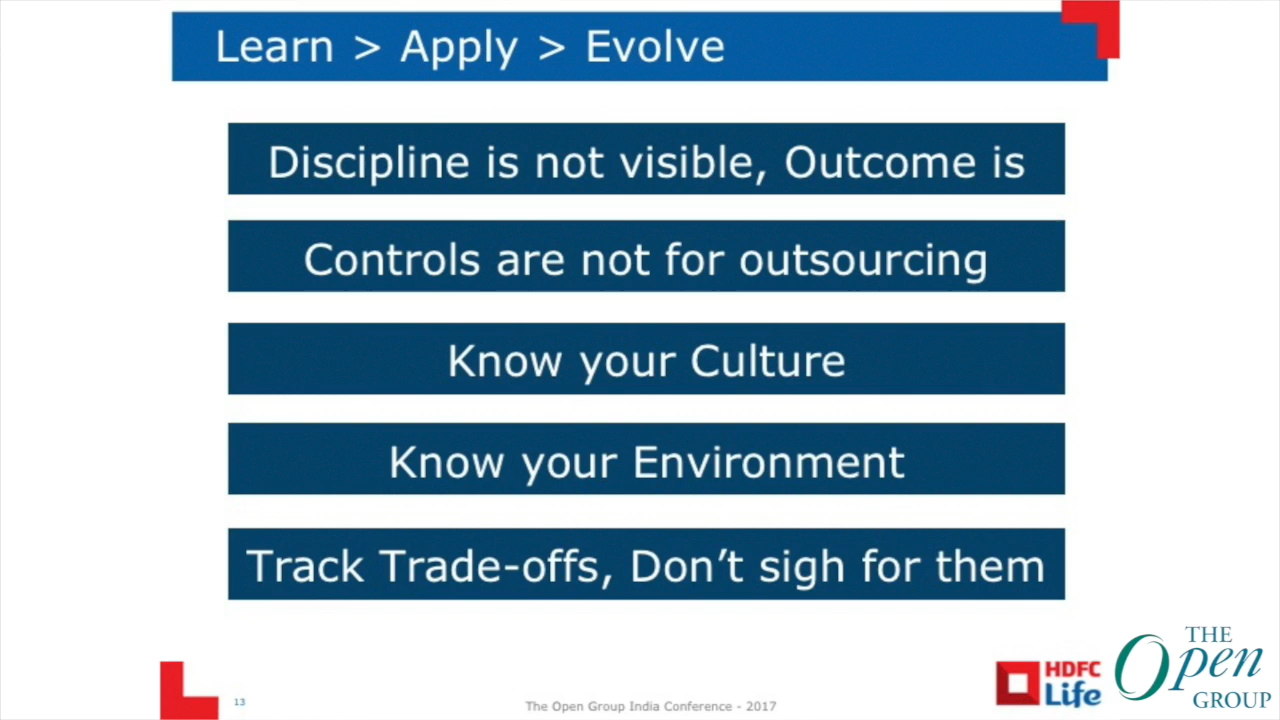 Learn > Apply > Evolve
Discipline is not visible, Outcome is
Controls are not for outsourcing
Know your Culture
Know your Environment
Track Trade-offs, Don’t sigh for them
13
The Open Group India Conference - 2017
HDFC
Life
THE
Open
GROUP